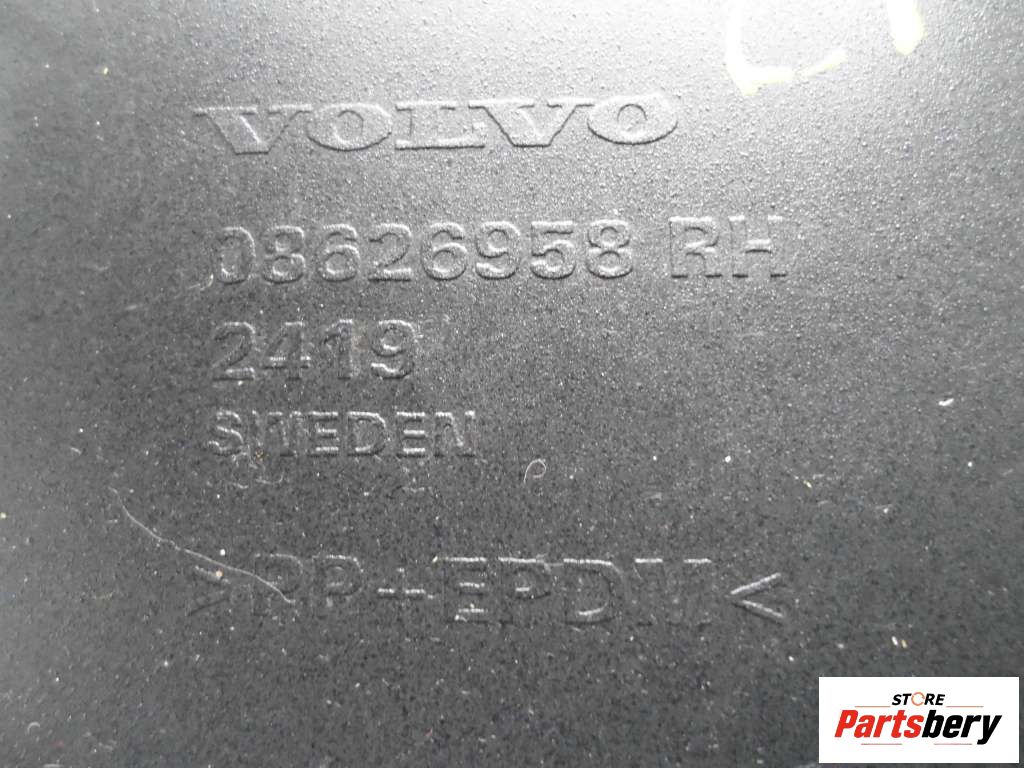 VOLVO
08626958 RH
2419
SWEDEN
>PP+EPDM<
STORE
Partsbery